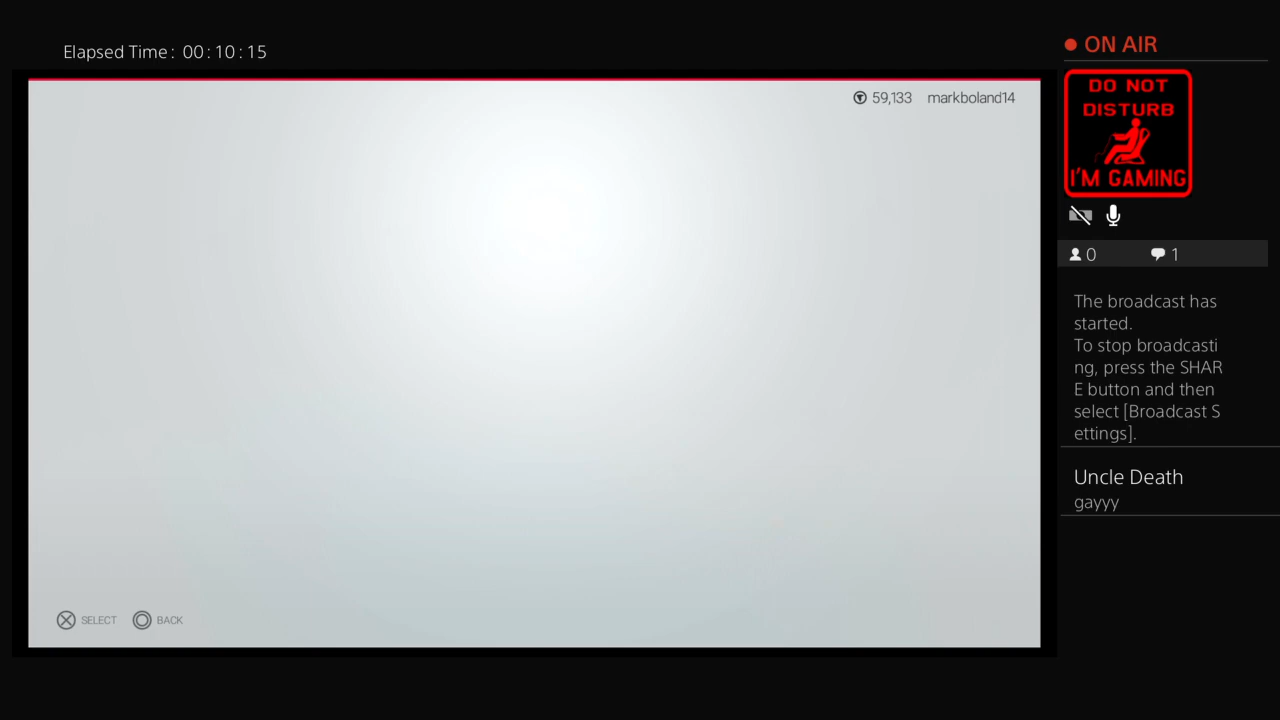 Elapsed Time: 00:10:15
ON AIR
DO NOT
DISTURB
I'M GAMING
59,133 markboland14
0 1
The broadcast has
started.
To stop broadcasti
ng, press the SHAR
E button and then
select [Broadcast S
ettings].
Uncle Death
gayyy
SELECT BACK